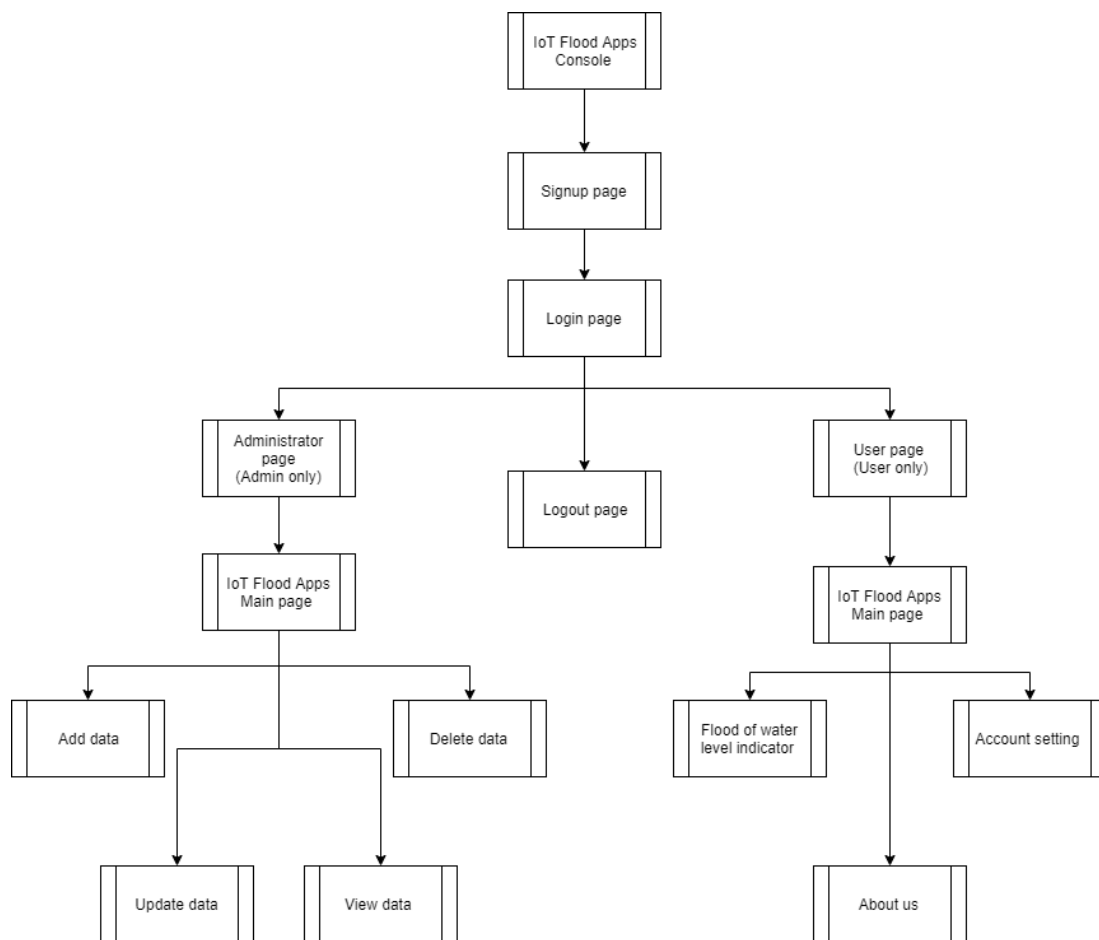 IoT Flood Apps
Console
Signup page
Login page
Administrator
page
(Admin only)
User page
(User only)
Logout page
IoT Flood Apps
Main page
IoT Flood Apps
Main page
Add data
Delete data
Flood of water
level indicator
Account setting
Update data
View data
About us